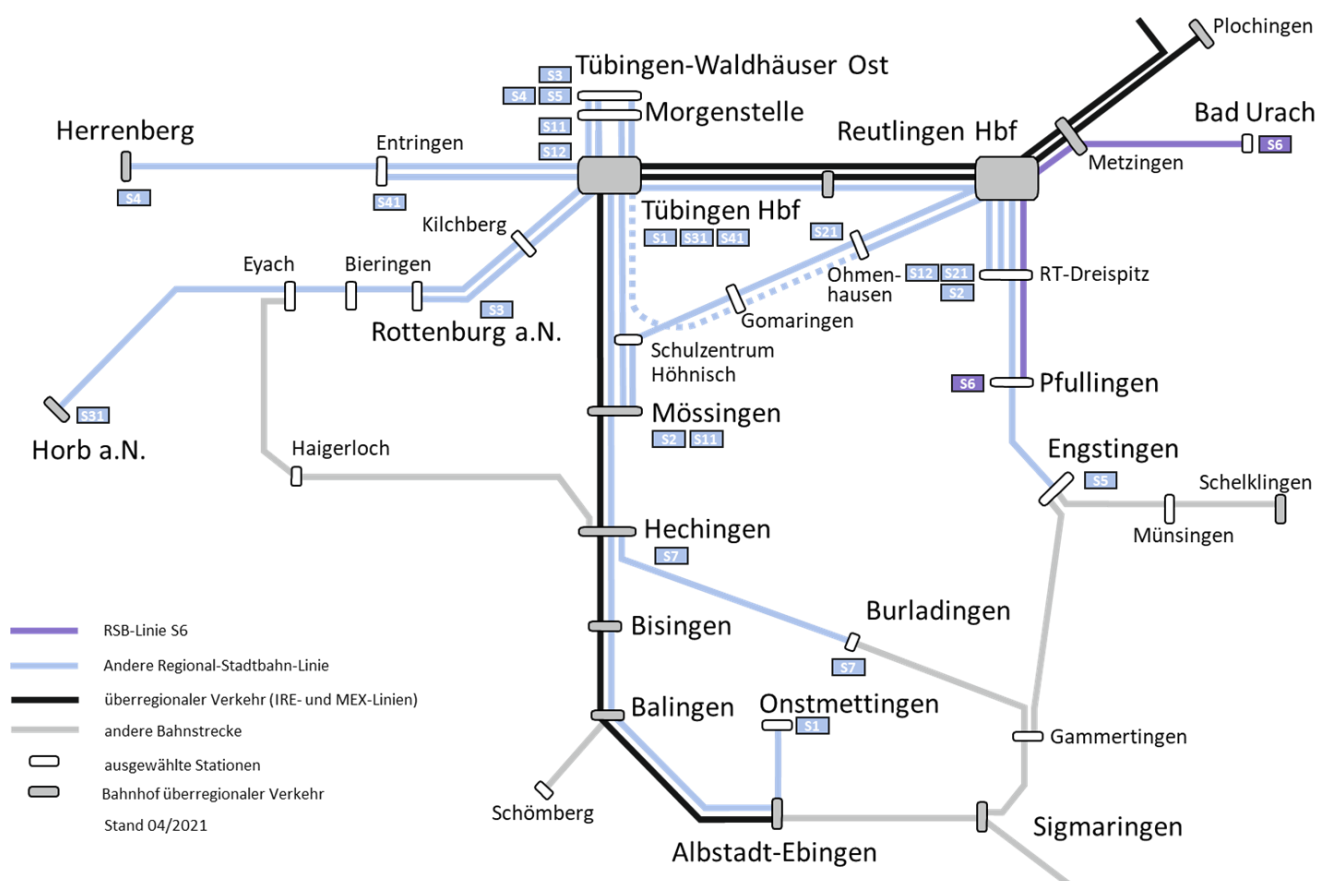 Plochingen
S3
Tübingen-Waldhäuser Ost
S4 S5
Morgenstelle
Bad Urach
S6
Herrenberg
Entringen
S11
Reutlingen Hbf
S12
Metzingen
S4
S41
Tübingen Hbf
S1 S31 S41
Kilchberg
S21
Eyach
Bieringen
Ohmen-
hausen
S12 S21
S2
RT-Dreispitz
S3
Rottenburg a.N.
Gomaringen
Schulzentrum
Höhnisch
S6
Pfullingen
S31
Horb a.N.
Mössingen
S2 S11
Haigerloch
Engstingen
S5
Schelklingen
Münsingen
Hechingen
S7
Burladingen
S7
Bisingen
Balingen
Onstmettingen
S1
Gammertingen
Schömberg
Albstadt-Ebingen
Sigmaringen
RSB-Linie S6
Andere Regional-Stadtbahn-Linie
überregionaler Verkehr (IRE- und MEX-Linien)
andere Bahnstrecke
ausgewählte Stationen
Bahnhof überregionaler Verkehr
Stand 04/2021